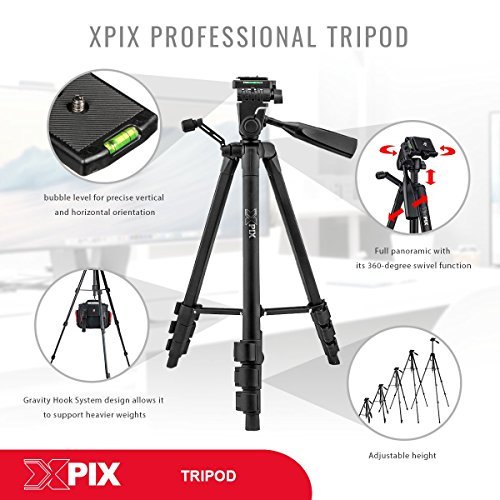 XPIX PROFESSIONAL TRIPOD
bubble level for precise vertical
and horizontal orientation
XPIX
Full panoramic with
its 360-degree swivel function
Gravity Hook System design allows it
to support heavier weights
Adjustable height
XPIX
TRIPOD